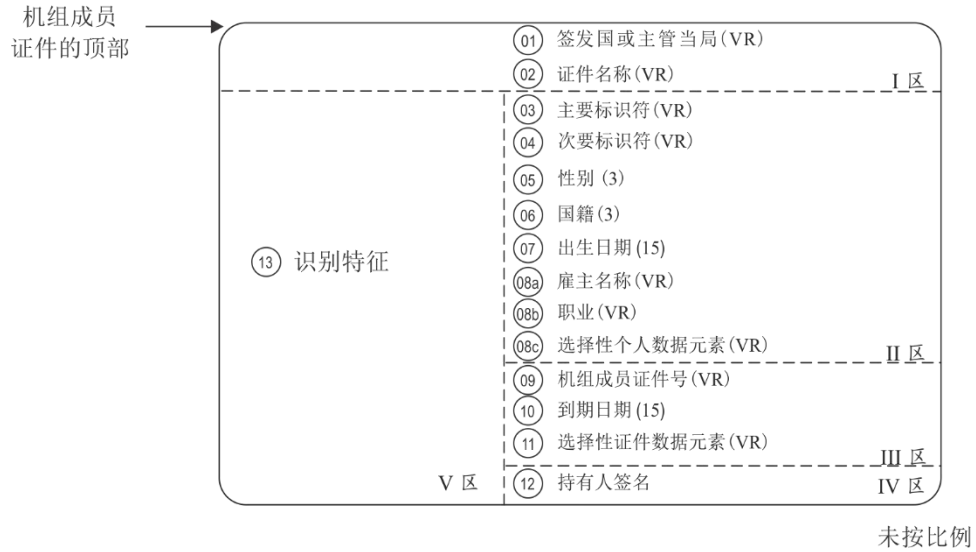 机组成员
证件的顶部
01 签发国或主管当局(VR)
02 证件名称(VR)
I 区
03 主要标识符(VR)
04 次要标识符(VR)
05 性别 (3)
06 国籍(3)
07 出生日期(15)
13 识别特征
08a 雇主名称(VR)
08b 职业(VR)
08c 选择性个人数据元素(VR)
II 区
09 机组成员证件号(VR)
10 到期日期(15)
11 选择性证件数据元素(VR)
III 区
V 区
12 持有人签名
IV 区
未按比例